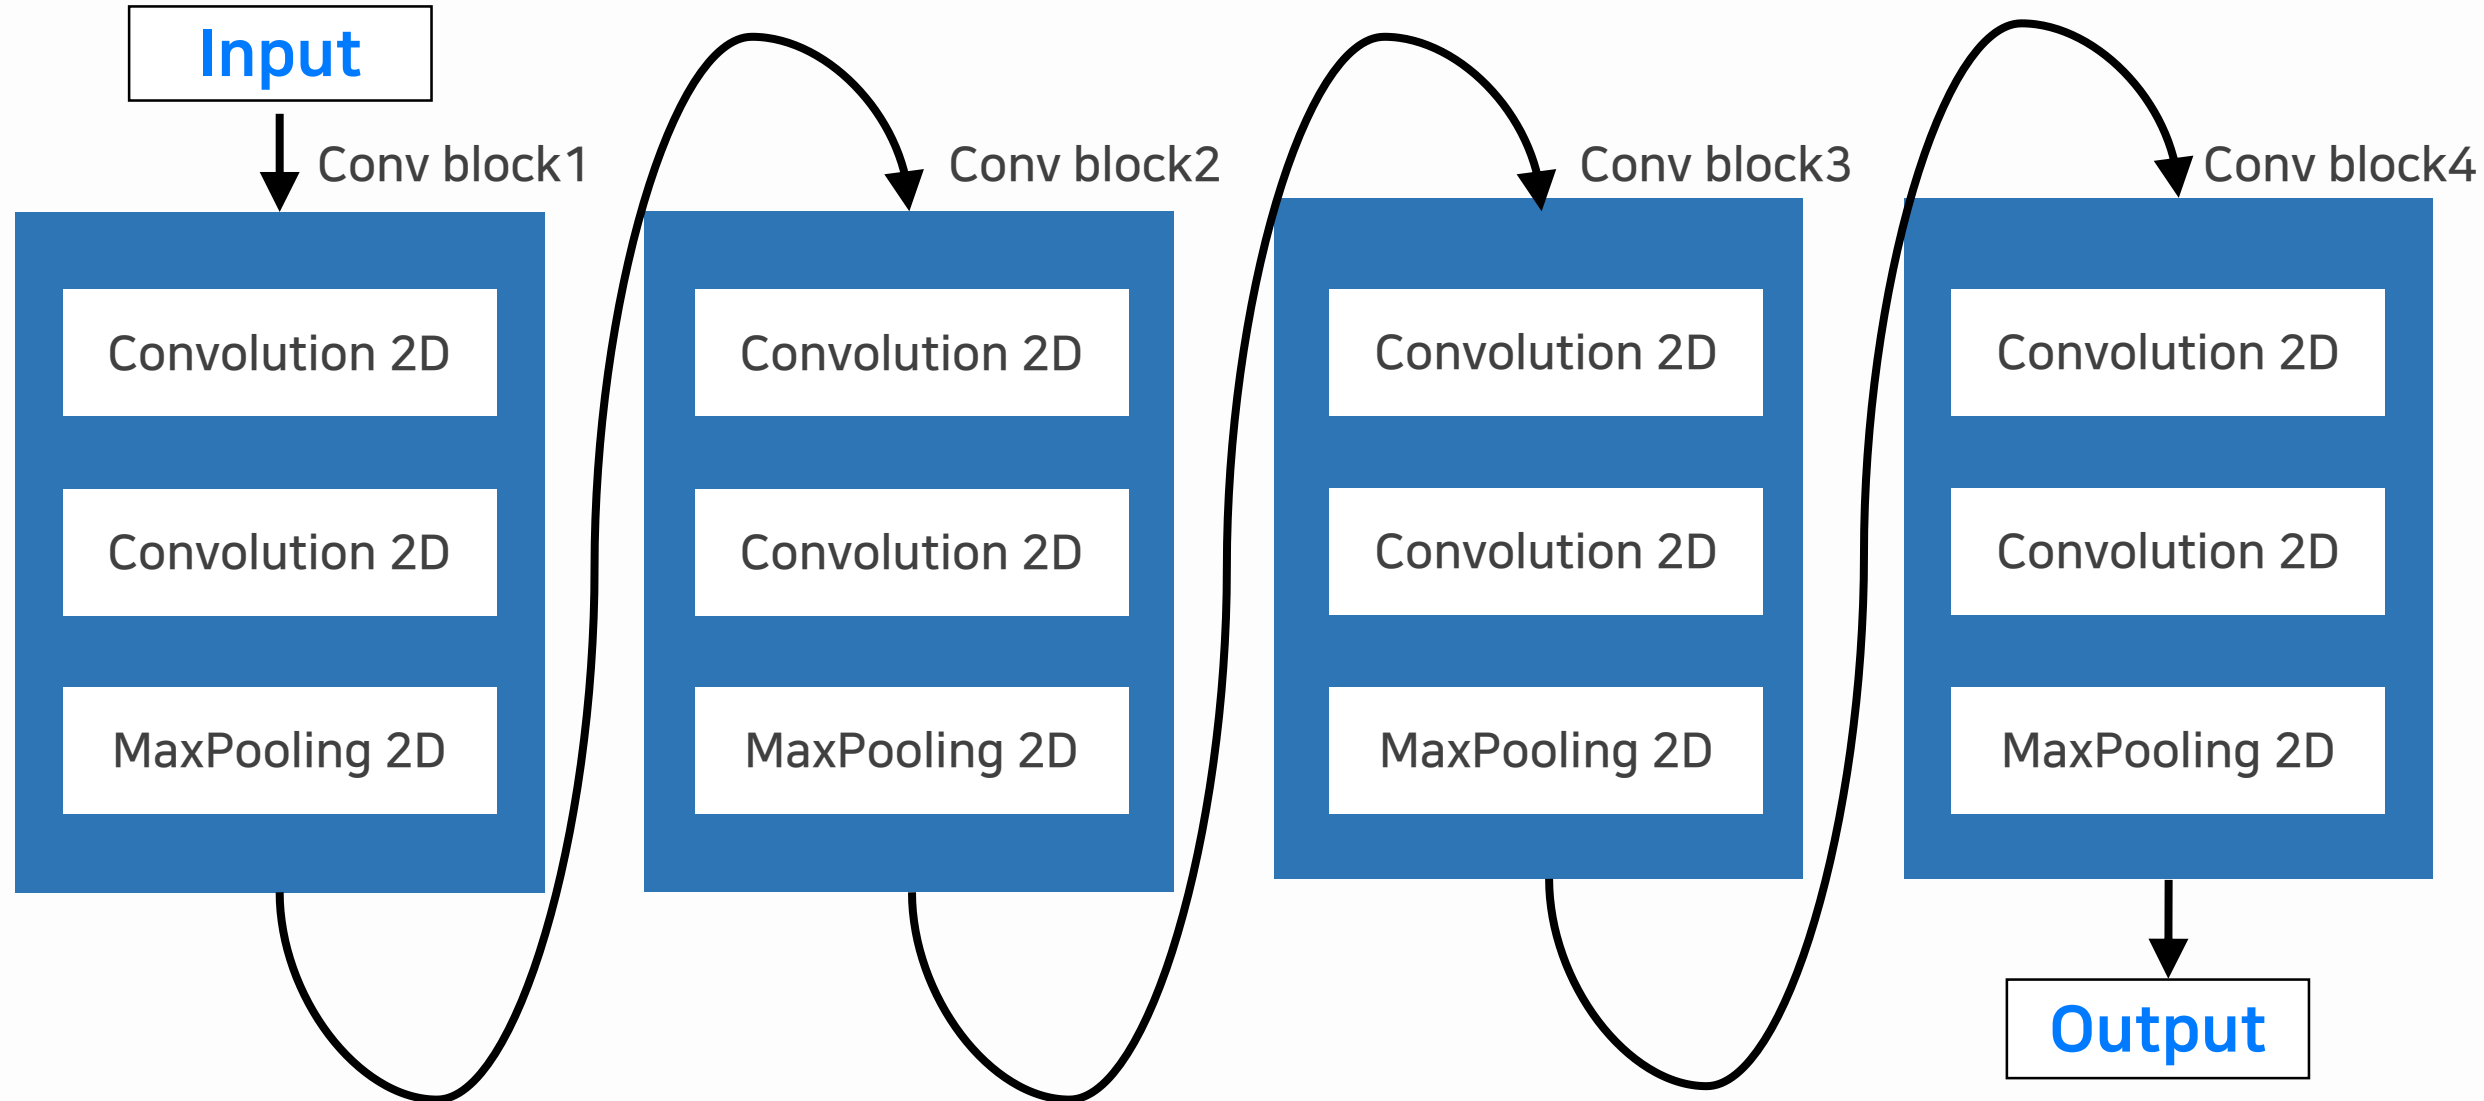 Input
Conv block1
Convolution 2D
Convolution 2D
MaxPooling 2D
Conv block2
Convolution 2D
Convolution 2D
MaxPooling 2D
Conv block3
Convolution 2D
Convolution 2D
MaxPooling 2D
Conv block4
Convolution 2D
Convolution 2D
MaxPooling 2D
Output